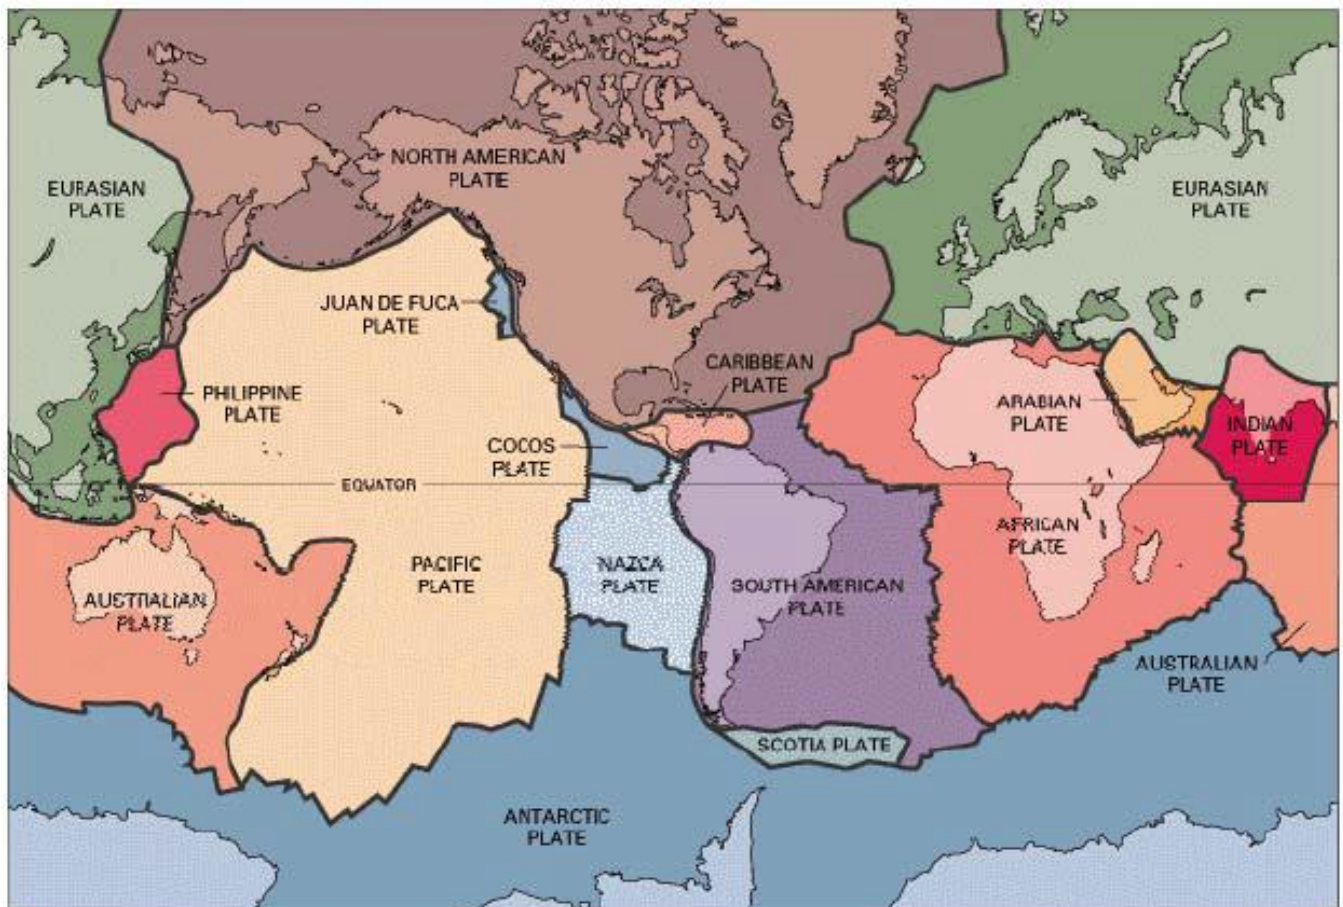 NORTH AMERICAN
PLATE
EURASIAN
PLATE
EURASIAN
PLATE
JUAN DE FUCA
PLATE
CARIBBEAN
PLATE
PHILIPPINE
PLATE
ARABIAN
PLATE
INDIAN
PLATE
COCOS
PLATE
EQUATOR
AFRICAN
PLATE
PACIFIC
PLATE
NAZCA
PLATE
SOUTH AMERICAN
PLATE
AUSTRALIAN
PLATE
AUSTRALIAN
PLATE
SCOTIA PLATE
ANTARCTIC
PLATE